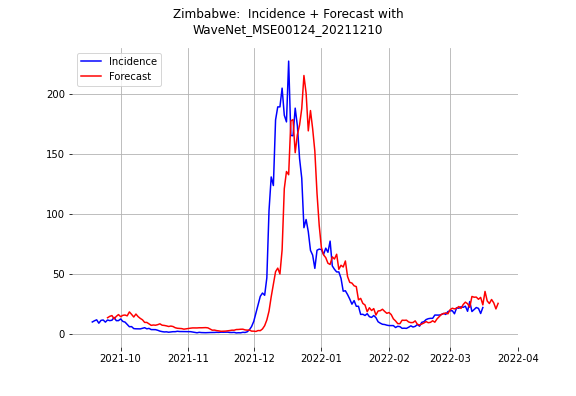 Zimbabwe:  Incidence + Forecast with
WaveNet_MSE00124_20211210
Incidence
Forecast
200
150
100
50
0
2021-10 2021-11 2021-12 2022-01 2022-02 2022-03 2022-04